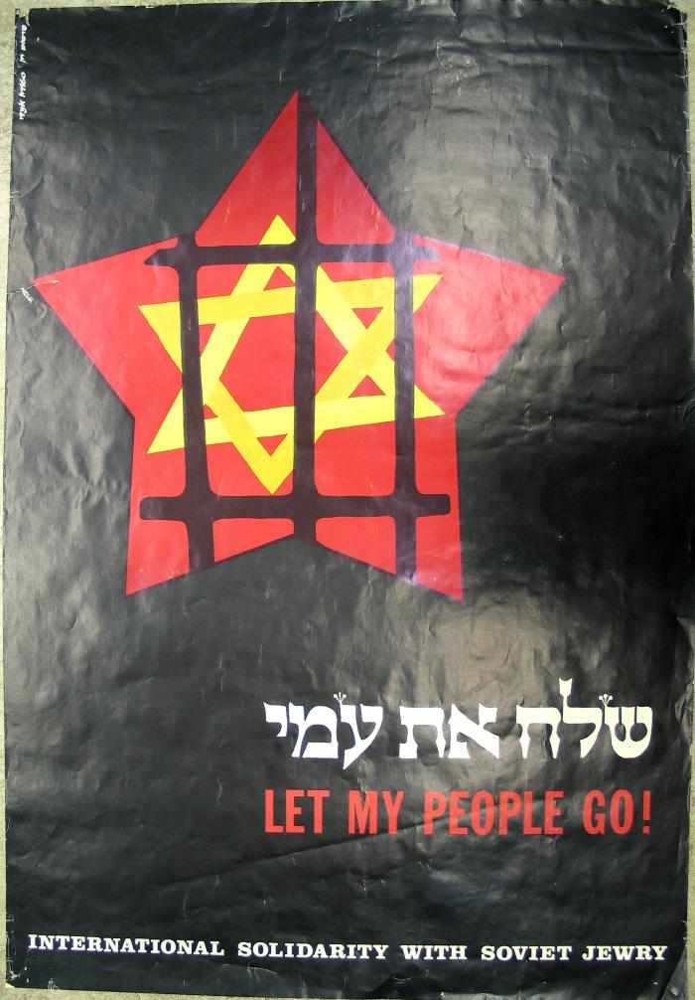 שלח את עמי
LET MY PEOPLE GO!
INTERNATIONAL SOLIDARITY WITH SOVIET JEWRY